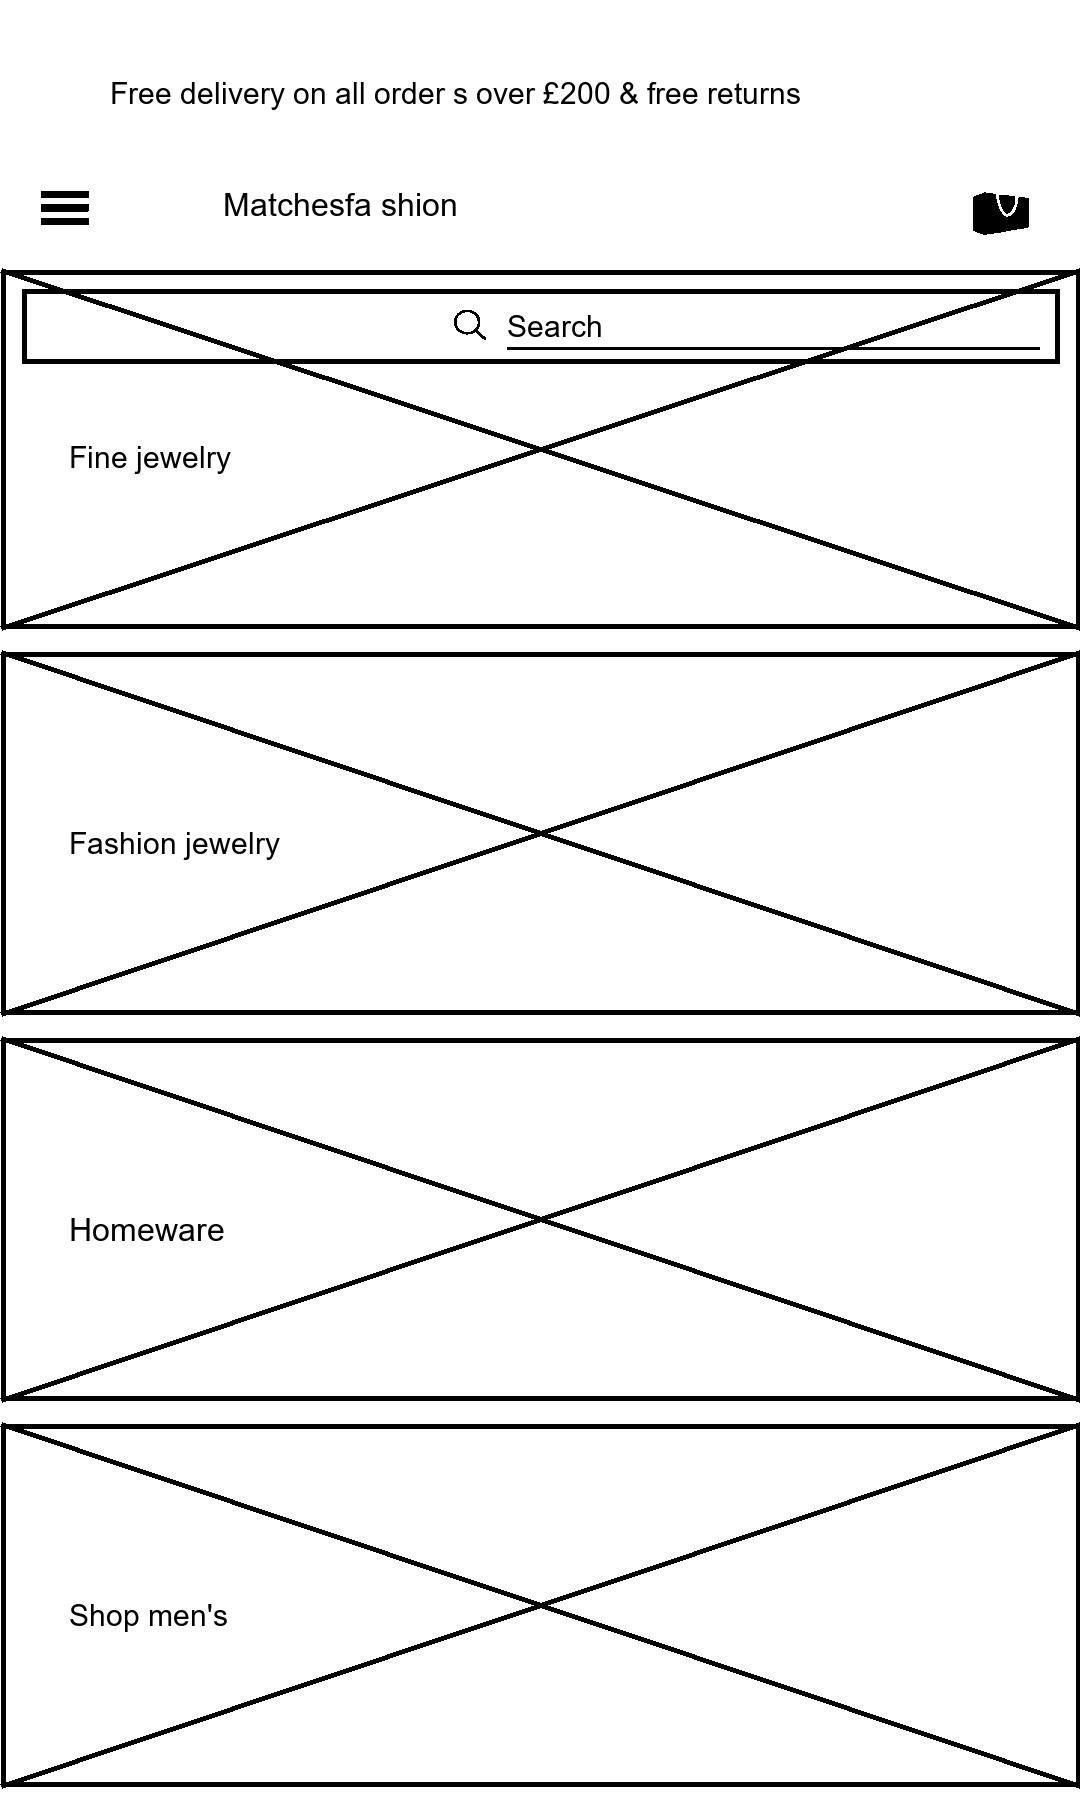 Free delivery on all order s over £200 & free returns
Matchesfa shion
Search
Fine jewelry
Fashion jewelry
Homeware
Shop men's